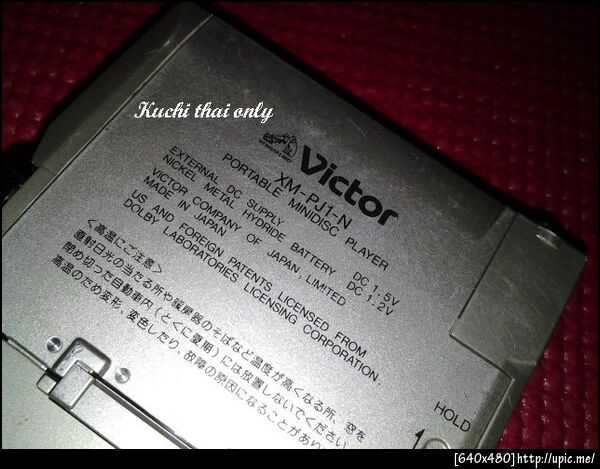 Kuchi thai only
Victor
XM-PJ1-N
PORTABLE MINIDISC PLAYER
EXTERNAL DC SUPPLY DC 1.5V
NICKEL METAL HYDRIDE BATTERY DC 1.2V
VICTOR COMPANY OF JAPAN, LIMITED
MADE IN JAPAN
US AND FOREIGN PATENTS LICENSED FROM
DOLBY LABORATORIES LICENSING CORPORATION.
<高温にご注意>
直射日光の当たる所や暖房器のそばなど温度が高くなる所、窓を
閉め切った自動車内(とくに夏期)には放置しないでください
高温のため変形、変色したり、故障の原因になることがあり
HOLD
[640x480]http://upic.me/